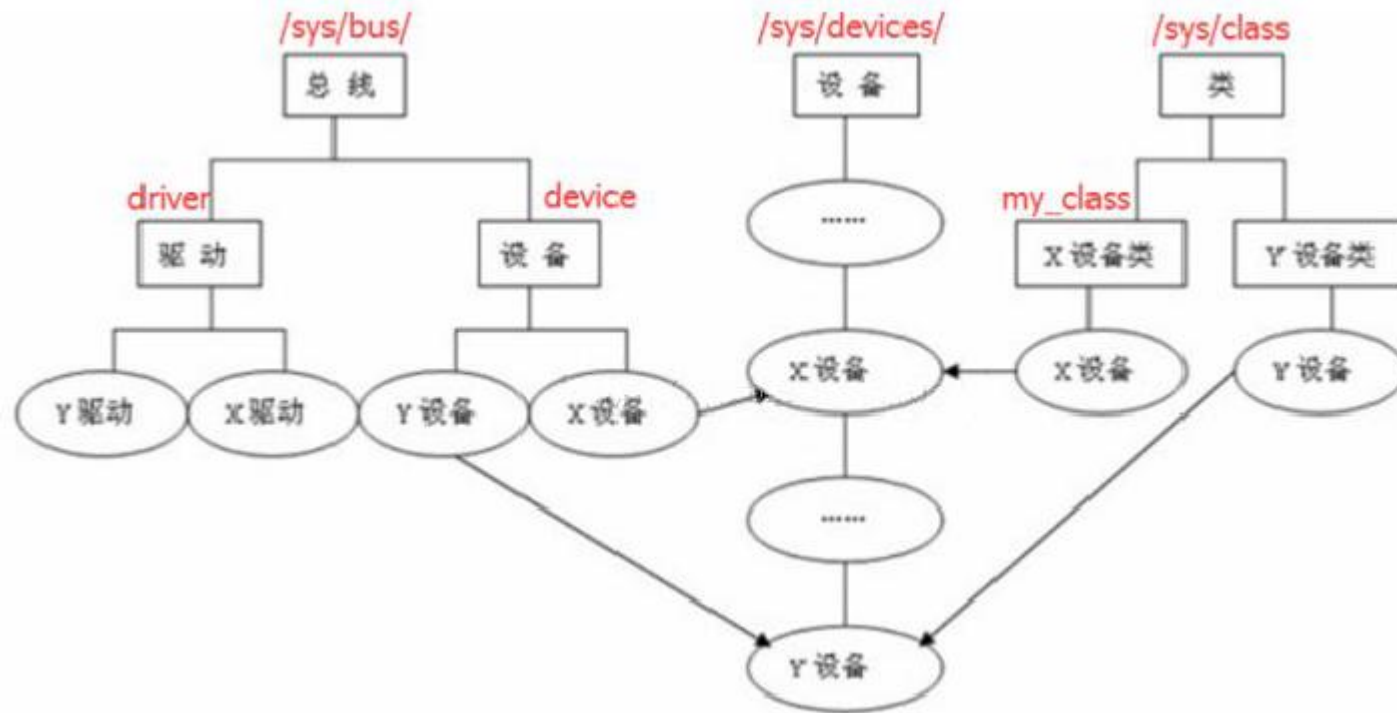 /sys/bus/
/sys/devices/
/sys/class
总线
设备
类
driver
device
my_class
驱动
设备
……
X设备类
Y设备类
Y驱动
X驱动
Y设备
X设备
X设备
X设备
Y设备
……
Y设备